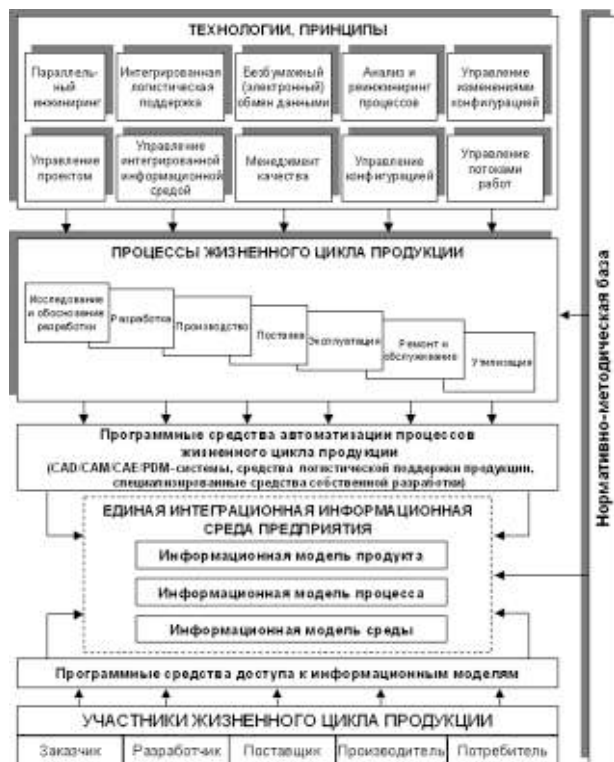 ТЕХНОЛОГИИ, ПРИНЦИПЫ
Параллель-
ный
инжиниринг
Интегрированная
логистическая
поддержка
Безбумажный
(электронный)
обмен данными
Анализ и
реинжиниринг
процессов
Управление
изменениями
конфигурацией
Управление
проектом
Управление
интегрированной
информационной
средой
Менеджмент
качества
Управление
конфигурацией
Управление
потоками
работ
ПРОЦЕССЫ ЖИЗНЕННОГО ЦИКЛА ПРОДУКЦИИ
Исследование
и обоснование
разработки
Разработка
Производство
Поставка
Эксплуатация
Ремонт и
обслуживание
Утилизация
Программные средства автоматизации процессов
жизненного цикла продукции
(CAD/CAM/CAE/PDM-системы, средства логистической поддержки продукции,
специализированные средства собственной разработки)
ЕДИНАЯ ИНТЕГРАЦИОННАЯ ИНФОРМАЦИОННАЯ
СРЕДА ПРЕДПРИЯТИЯ
Информационная модель продукта
Информационная модель процесса
Информационная модель среды
Программные средства доступа к информационным моделям
УЧАСТНИКИ ЖИЗНЕННОГО ЦИКЛА ПРОДУКЦИИ
Заказчик
Разработчик
Поставщик
Производитель
Потребитель
Нормативно-методическая база